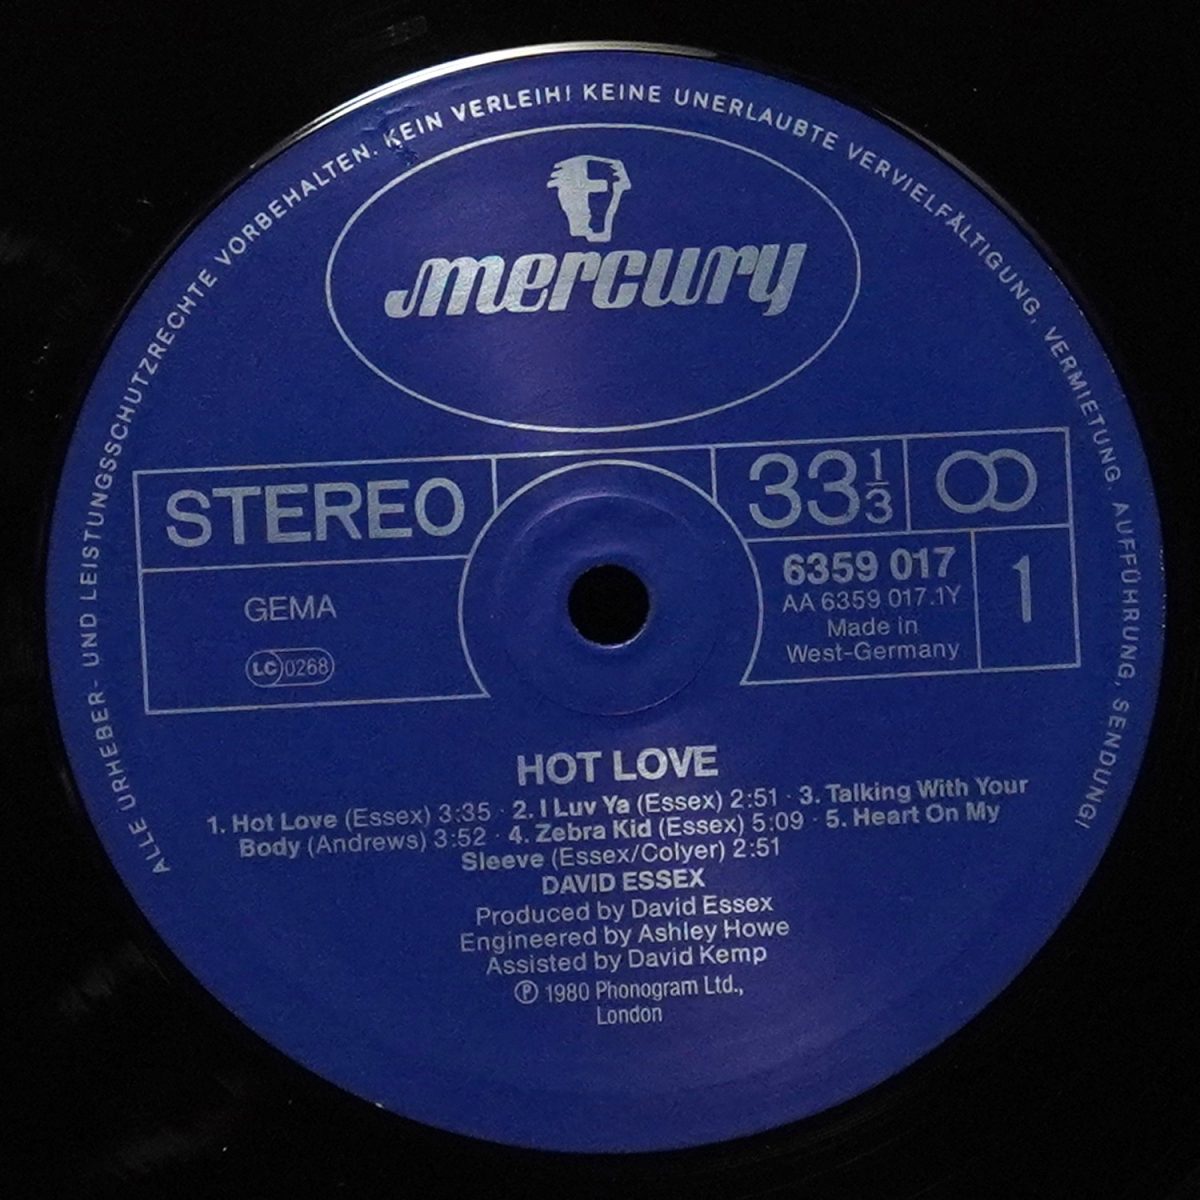 ALLE URHEBER- UND LEISTUNGSSCHUTZRECHTE VORBEHALTEN. KEIN VERLEIH! KEINE UNERLAUBTE VERVIELFÄLTIGUNG, VERMIETUNG, AUFFÜHRUNG, SENDUNG!
mercury
STEREO
GEMA
LC 0268
33 1/3
6359 017
AA 6359 017.1Y
Made in
West-Germany
1
HOT LOVE
1. Hot Love (Essex) 3:35 · 2. I Luv Ya (Essex) 2:51 · 3. Talking With Your
Body (Andrews) 3:52 · 4. Zebra Kid (Essex) 5:09 · 5. Heart On My
Sleeve (Essex/Colyer) 2:51
DAVID ESSEX
Produced by David Essex
Engineered by Ashley Howe
Assisted by David Kemp
℗ 1980 Phonogram Ltd.,
London